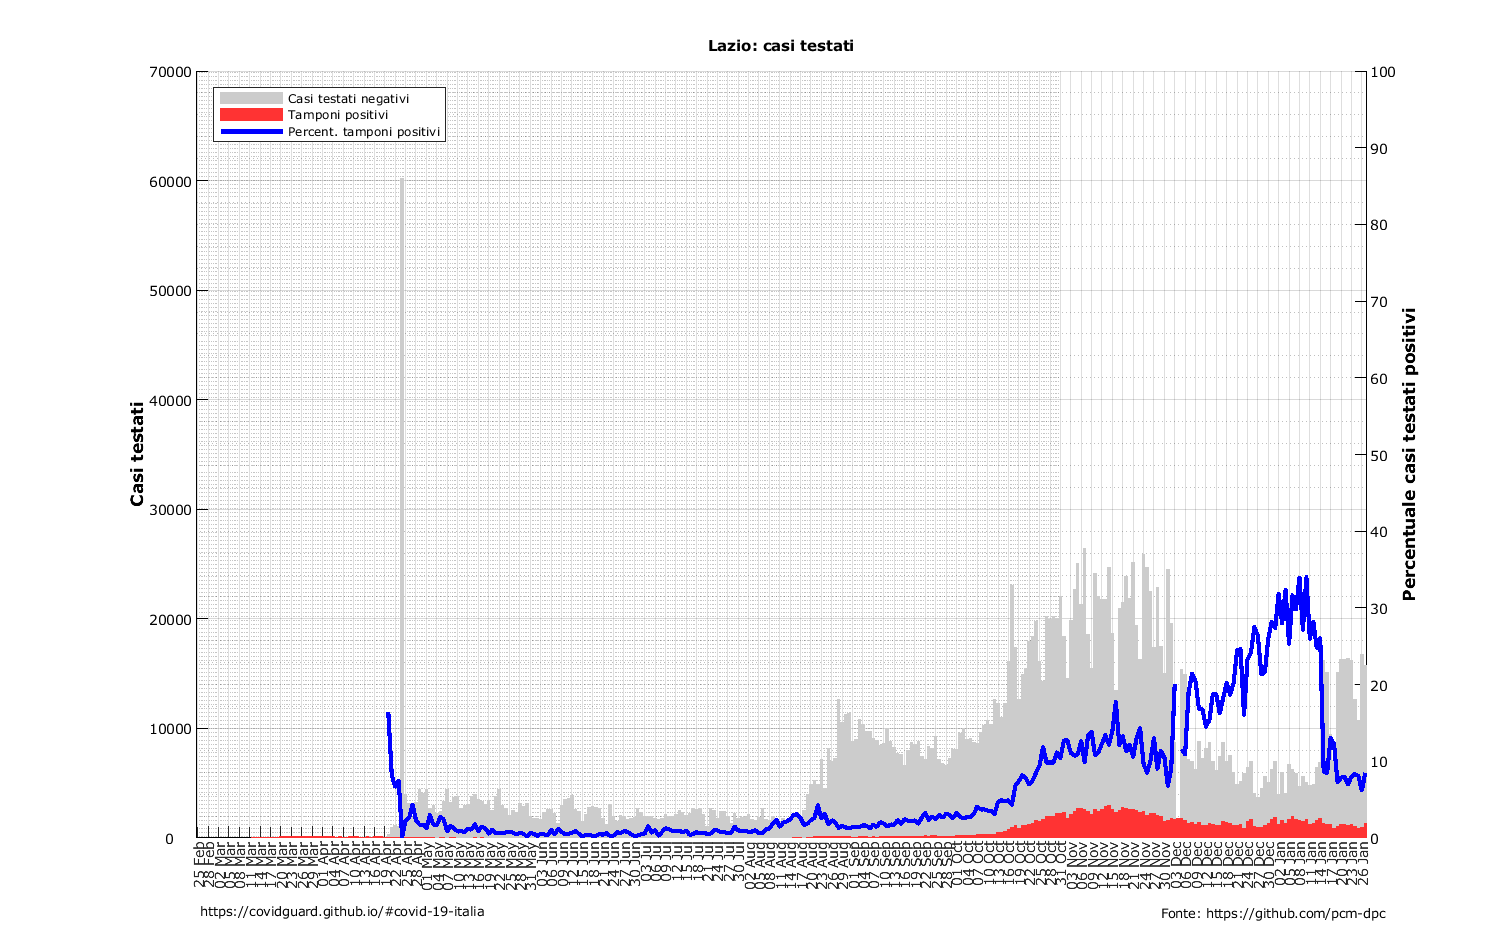 Lazio: casi testati
Casi testati negativi
Tamponi positivi
Percent. tamponi positivi
70000
60000
50000
40000
30000
20000
10000
0
Casi testati
100
90
80
70
60
50
40
30
20
10
0
Percentuale casi testati positivi
25 Feb
28 Feb
02 Mar
05 Mar
08 Mar
11 Mar
14 Mar
17 Mar
20 Mar
23 Mar
26 Mar
29 Mar
01 Apr
04 Apr
07 Apr
10 Apr
13 Apr
16 Apr
19 Apr
22 Apr
25 Apr
28 Apr
01 May
04 May
07 May
10 May
13 May
16 May
19 May
22 May
25 May
28 May
31 May
03 Jun
06 Jun
09 Jun
12 Jun
15 Jun
18 Jun
21 Jun
24 Jun
27 Jun
30 Jun
03 Jul
06 Jul
09 Jul
12 Jul
15 Jul
18 Jul
21 Jul
24 Jul
27 Jul
30 Jul
02 Aug
05 Aug
08 Aug
11 Aug
14 Aug
17 Aug
20 Aug
23 Aug
26 Aug
29 Aug
01 Sep
04 Sep
07 Sep
10 Sep
13 Sep
16 Sep
19 Sep
22 Sep
25 Sep
28 Sep
01 Oct
04 Oct
07 Oct
10 Oct
13 Oct
16 Oct
19 Oct
22 Oct
25 Oct
28 Oct
31 Oct
03 Nov
06 Nov
09 Nov
12 Nov
15 Nov
18 Nov
21 Nov
24 Nov
27 Nov
30 Nov
03 Dec
06 Dec
09 Dec
12 Dec
15 Dec
18 Dec
21 Dec
24 Dec
27 Dec
30 Dec
02 Jan
05 Jan
08 Jan
11 Jan
14 Jan
17 Jan
20 Jan
23 Jan
26 Jan
https://covidguard.github.io/#covid-19-italia
Fonte: https://github.com/pcm-dpc